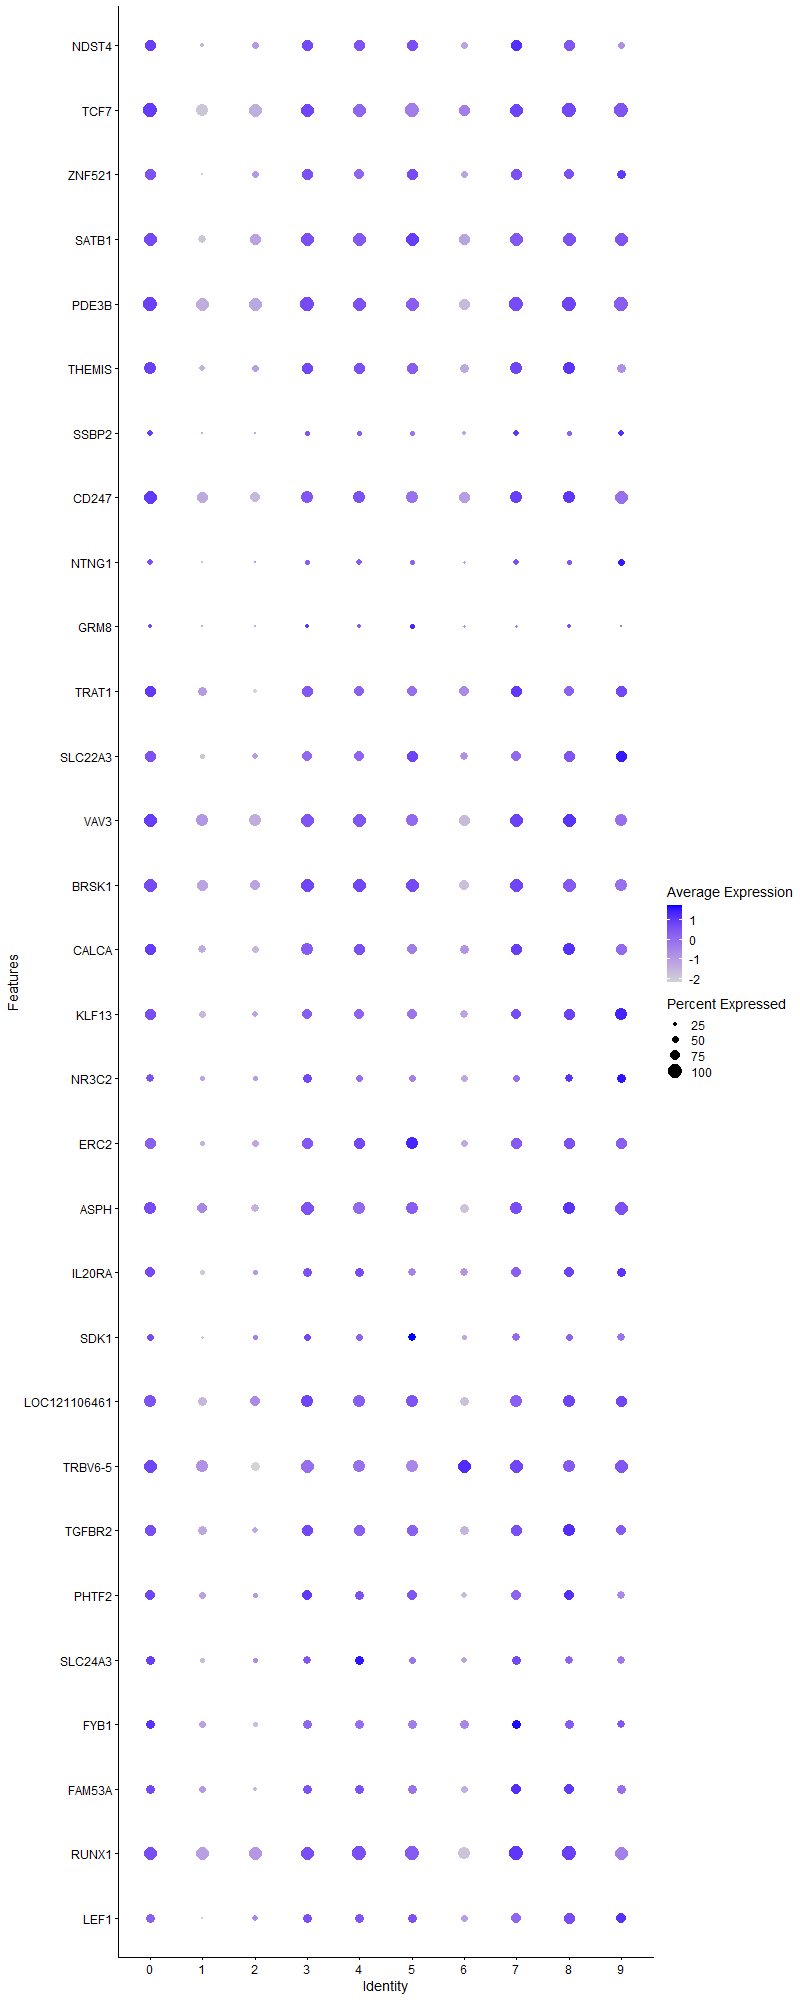 NDST4
TCF7
ZNF521
SATB1
PDE3B
THEMIS
SSBP2
CD247
NTNG1
GRM8
TRAT1
SLC22A3
VAV3
BRSK1
CALCA
KLF13
NR3C2
ERC2
ASPH
IL20RA
SDK1
LOC121106461
TRBV6-5
TGFBR2
PHTF2
SLC24A3
FYB1
FAM53A
RUNX1
LEF1
Features
0 1 2 3 4 5 6 7 8 9
Identity
Average Expression
1
0
-1
-2
Percent Expressed
25
50
75
100